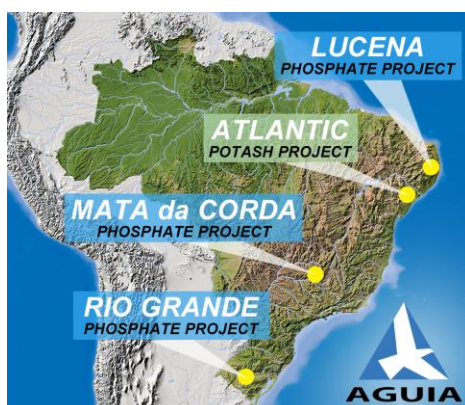 LUCENA
PHOSPHATE PROJECT
ATLANTIC
POTASH PROJECT
MATA da CORDA
PHOSPHATE PROJECT
RIO GRANDE
PHOSPHATE PROJECT
AGUIA